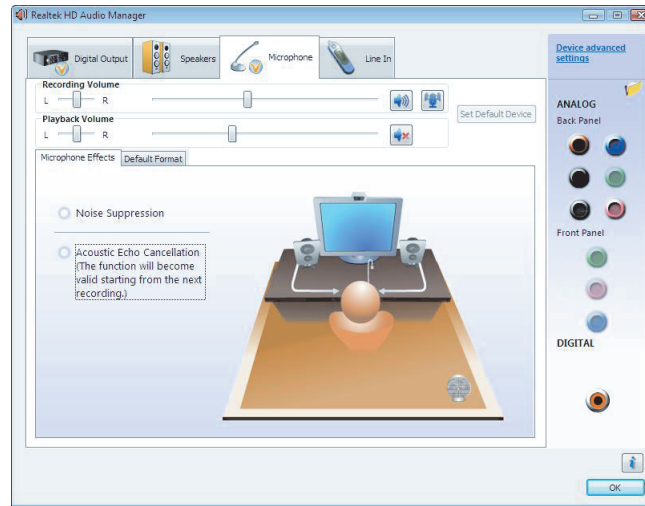 Realtek HD Audio Manager
Digital Output
Speakers
Microphone
Line In
Device advanced
settings
Recording Volume
L
R
Set Default Device
Playback Volume
L
R
Microphone Effects
Default Format
Noise Suppression
Acoustic Echo Cancellation
(The function will become
valid starting from the next
recording.)
ANALOG
Back Panel
Front Panel
DIGITAL
i
OK